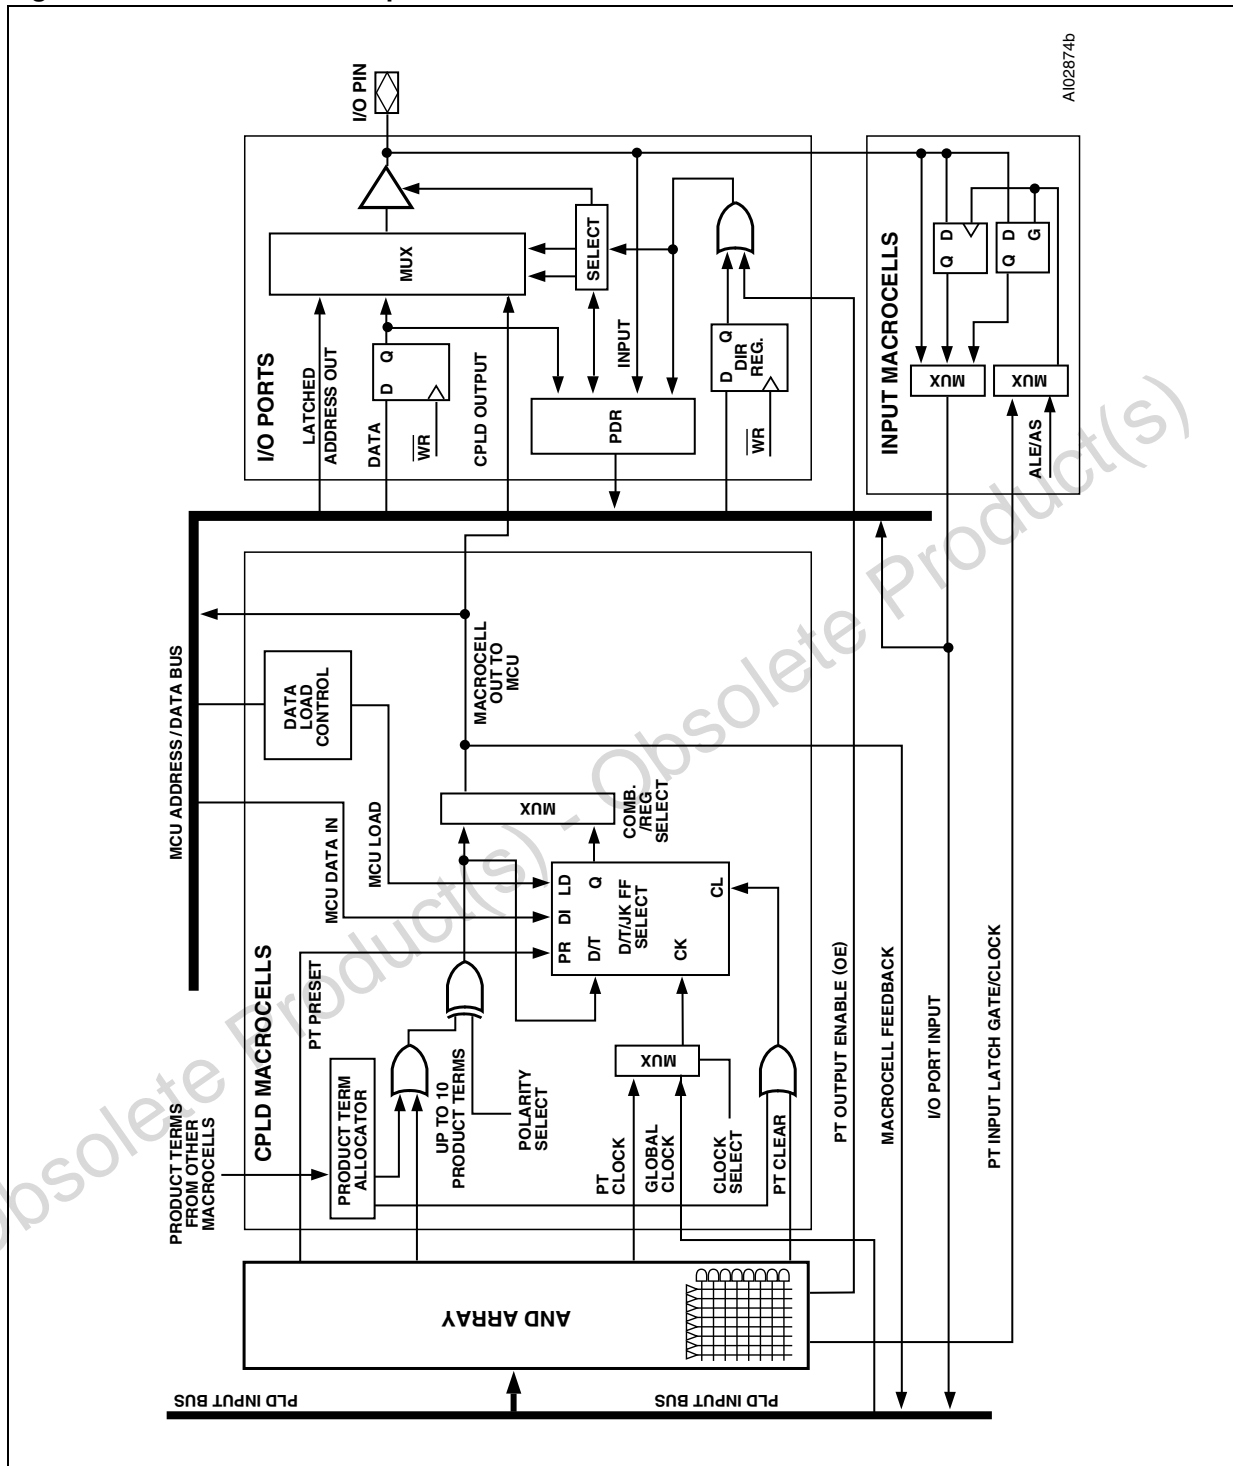 AI02874b
I/O PIN
I/O PORTS
LATCHED
ADDRESS OUT
DATA
D Q
WR
MUX
CPLD OUTPUT
SELECT
INPUT
PDR
D Q
DIR
REG.
WR
INPUT MACROCELLS
Q D
Q D
G
MUX
MUX
ALE/AS
MCU ADDRESS / DATA BUS
CPLD MACROCELLS
DATA
LOAD
CONTROL
MCU DATA IN
MCU LOAD
MACROCELL
OUT TO
MCU
MUX
COMB.
/REG
SELECT
PR DI LD
D/T Q
D/T/JK FF
SELECT
CK
CL
PT PRESET
PRODUCT TERMS
FROM OTHER
MACROCELLS
PRODUCT TERM
ALLOCATOR
UP TO 10
PRODUCT TERMS
POLARITY
SELECT
PT
CLOCK
GLOBAL
CLOCK
MUX
CLOCK
SELECT
PT CLEAR
PT OUTPUT ENABLE (OE)
MACROCELL FEEDBACK
I/O PORT INPUT
PT INPUT LATCH GATE/CLOCK
AND ARRAY
PLD INPUT BUS
PLD INPUT BUS
Obsolete Product(s) - Obsolete Product(s)